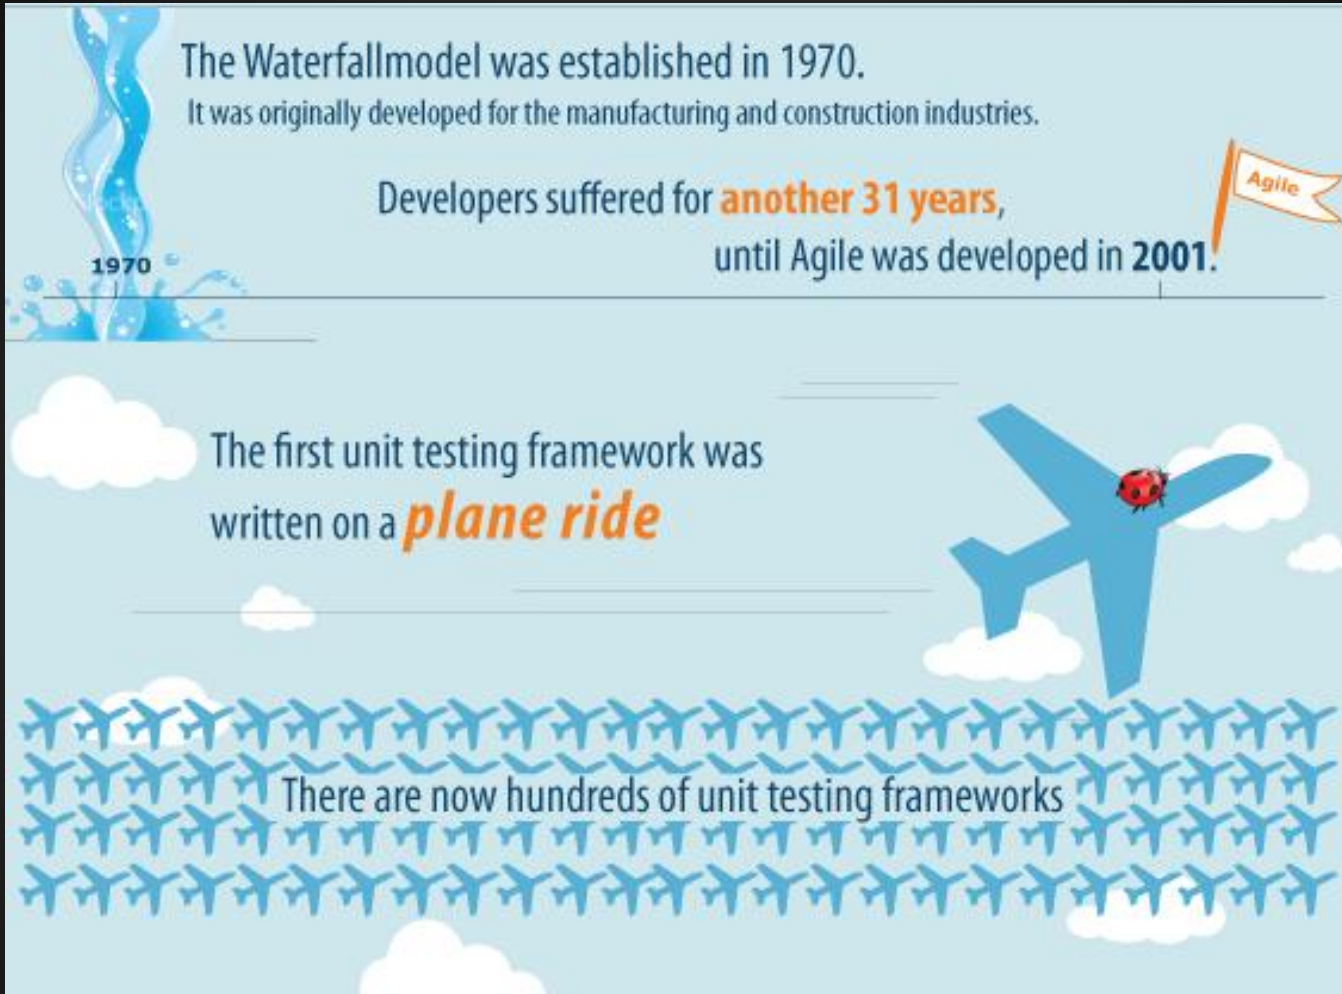 The Waterfallmodel was established in 1970.
It was originally developed for the manufacturing and construction industries.
Developers suffered for another 31 years,
until Agile was developed in 2001.
Agile
1970
The first unit testing framework was
written on a plane ride
There are now hundreds of unit testing frameworks